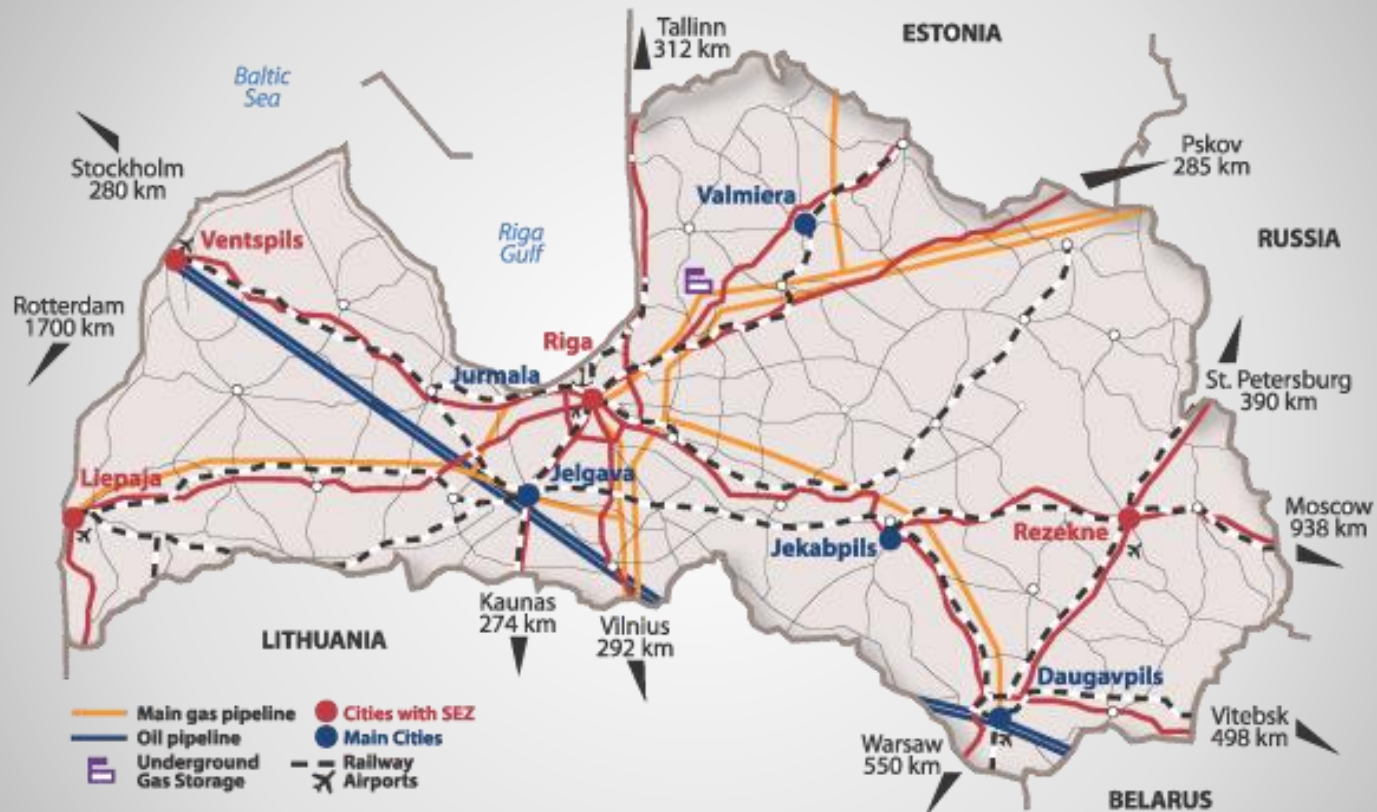 Tallinn
312 km
ESTONIA
Baltic
Sea
Stockholm
280 km
Pskov
285 km
Valmiera
Ventspils
Riga
Gulf
RUSSIA
Rotterdam
1700 km
Riga
Jurmala
St. Petersburg
390 km
Liepaja
Jelgava
Moscow
938 km
Rezekne
Jekabpils
Kaunas
274 km
Vilnius
292 km
LITHUANIA
Daugavpils
Vitebsk
498 km
Warsaw
550 km
BELARUS
Main gas pipeline
Cities with SEZ
Oil pipeline
Main Cities
Underground
Gas Storage
Railway
Airports